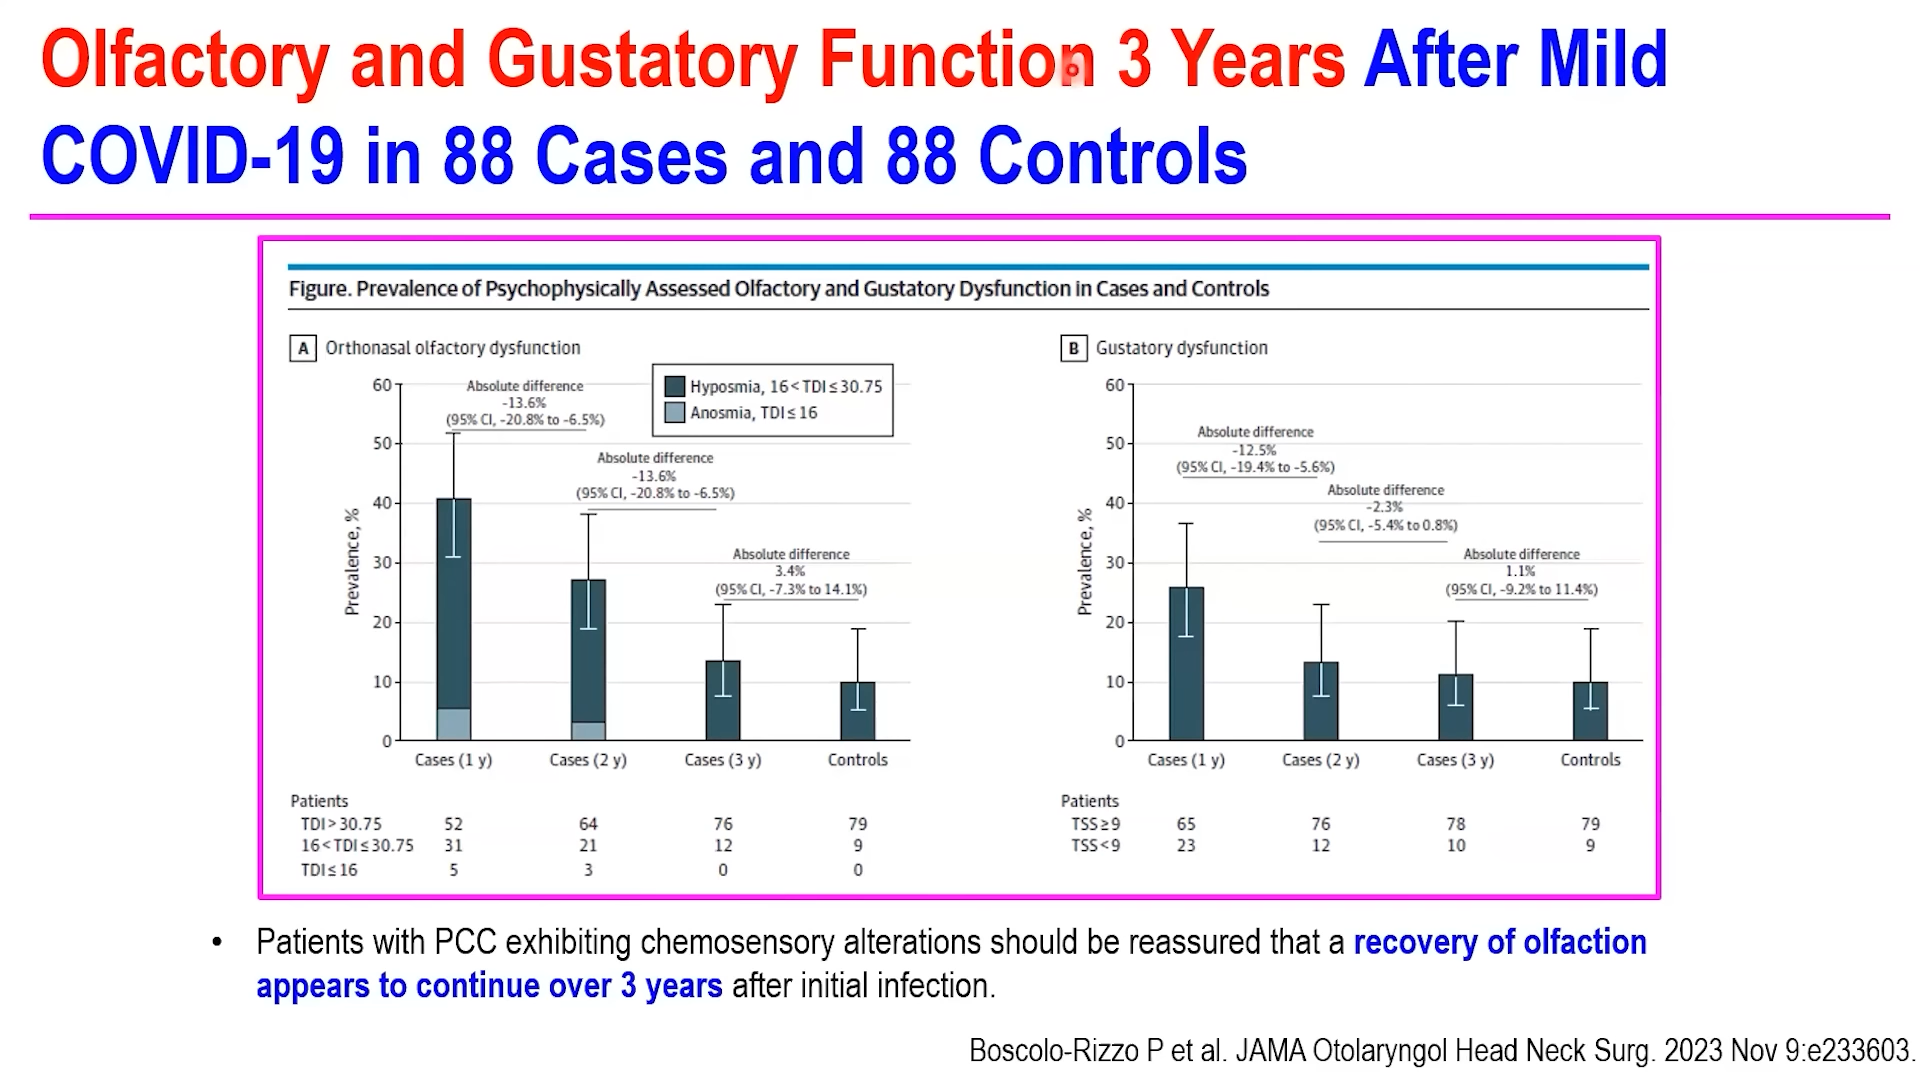 Olfactory and Gustatory Function 3 Years After Mild
COVID-19 in 88 Cases and 88 Controls
Figure. Prevalence of Psychophysically Assessed Olfactory and Gustatory Dysfunction in Cases and Controls
A Orthonasal olfactory dysfunction
Hyposmia, 16<TDI≤30.75
Anosmia, TDI≤16
Absolute difference
-13.6%
(95% CI, -20.8% to -6.5%)
Absolute difference
-13.6%
(95% CI, -20.8% to -6.5%)
Absolute difference
3.4%
(95% CI, -7.3% to 14.1%)
Prevalence, %
60
50
40
30
20
10
0
Cases (1 y) Cases (2 y) Cases (3 y) Controls
Patients
TDI>30.75 52 64 76 79
16<TDI≤30.75 31 21 12 9
TDI≤16 5 3 0 0
B Gustatory dysfunction
Absolute difference
-12.5%
(95% CI, -19.4% to -5.6%)
Absolute difference
-2.3%
(95% CI, -5.4% to 0.8%)
Absolute difference
1.1%
(95% CI, -9.2% to 11.4%)
Prevalence, %
60
50
40
30
20
10
0
Cases (1 y) Cases (2 y) Cases (3 y) Controls
Patients
TSS≥9 65 76 78 79
TSS<9 23 12 10 9
• Patients with PCC exhibiting chemosensory alterations should be reassured that a recovery of olfaction
appears to continue over 3 years after initial infection.
Boscolo-Rizzo P et al. JAMA Otolaryngol Head Neck Surg. 2023 Nov 9:e233603.